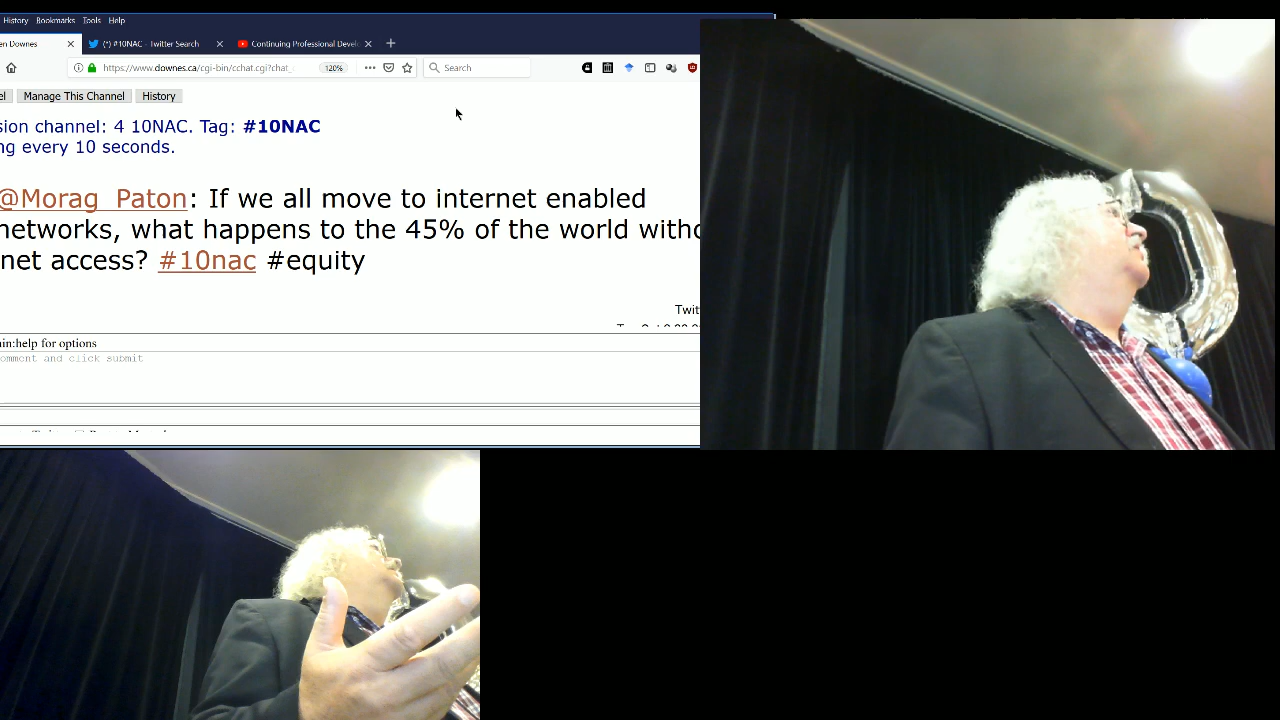 History Bookmarks Tools Help
en Downes
(*) #10NAC - Twitter Search
Continuing Professional Devel
https://www.downes.ca/cgi-bin/cchat.cgi?chat_
120%
Search
el
Manage This Channel
History
sion channel: 4 10NAC. Tag: #10NAC
ng every 10 seconds.
@Morag_Paton: If we all move to internet enabled
networks, what happens to the 45% of the world witho
net access? #10nac #equity
Twit
in:help for options
omment and click submit